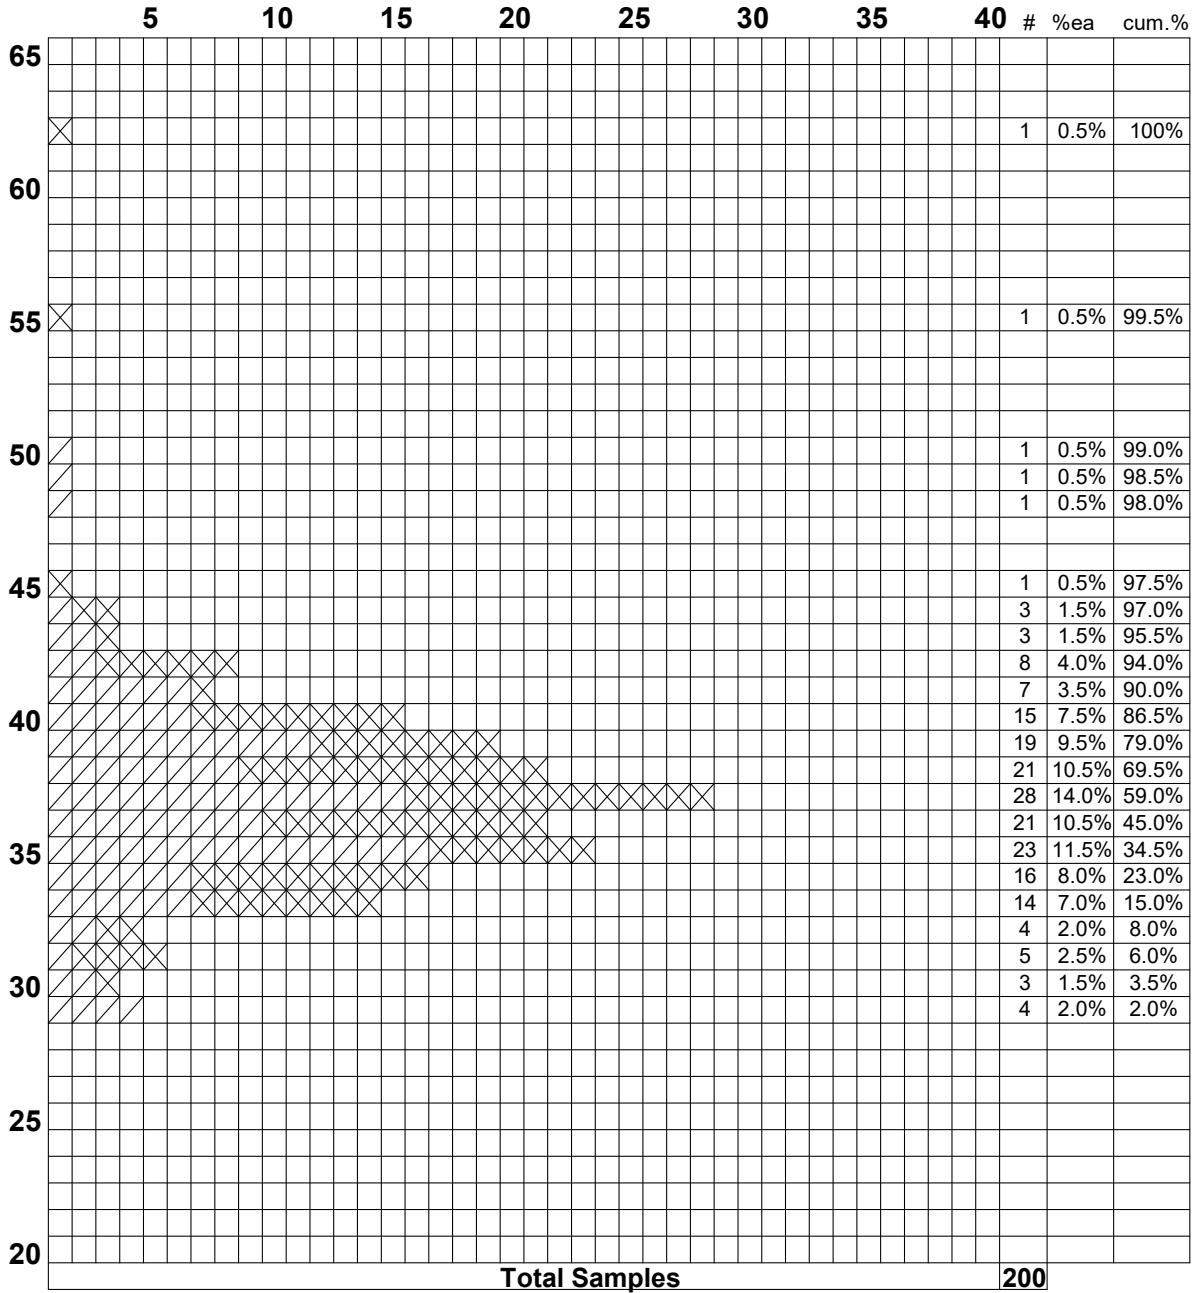 5 10 15 20 25 30 35 40 # %ea cum.%
65
1 0.5% 100%
60
55 1 0.5% 99.5%
50 1 0.5% 99.0%
1 0.5% 98.5%
1 0.5% 98.0%
45 1 0.5% 97.5%
3 1.5% 97.0%
3 1.5% 95.5%
8 4.0% 94.0%
7 3.5% 90.0%
40 15 7.5% 86.5%
19 9.5% 79.0%
21 10.5% 69.5%
28 14.0% 59.0%
21 10.5% 45.0%
35 23 11.5% 34.5%
16 8.0% 23.0%
14 7.0% 15.0%
4 2.0% 8.0%
5 2.5% 6.0%
30 3 1.5% 3.5%
4 2.0% 2.0%
25
20
Total Samples 200